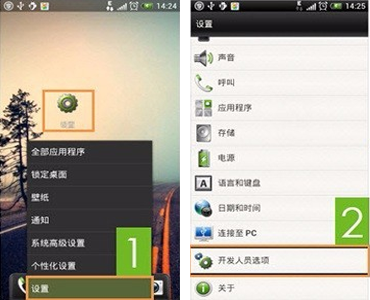 14:24
设置
全部应用程序
锁定桌面
壁纸
通知
系统高级设置
个性化设置
设置
1
14:25
设置
声音
呼叫
应用程序
存储
电源
A
语言和键盘
日期和时间
连接至 PC
开发人员选项
关于
2